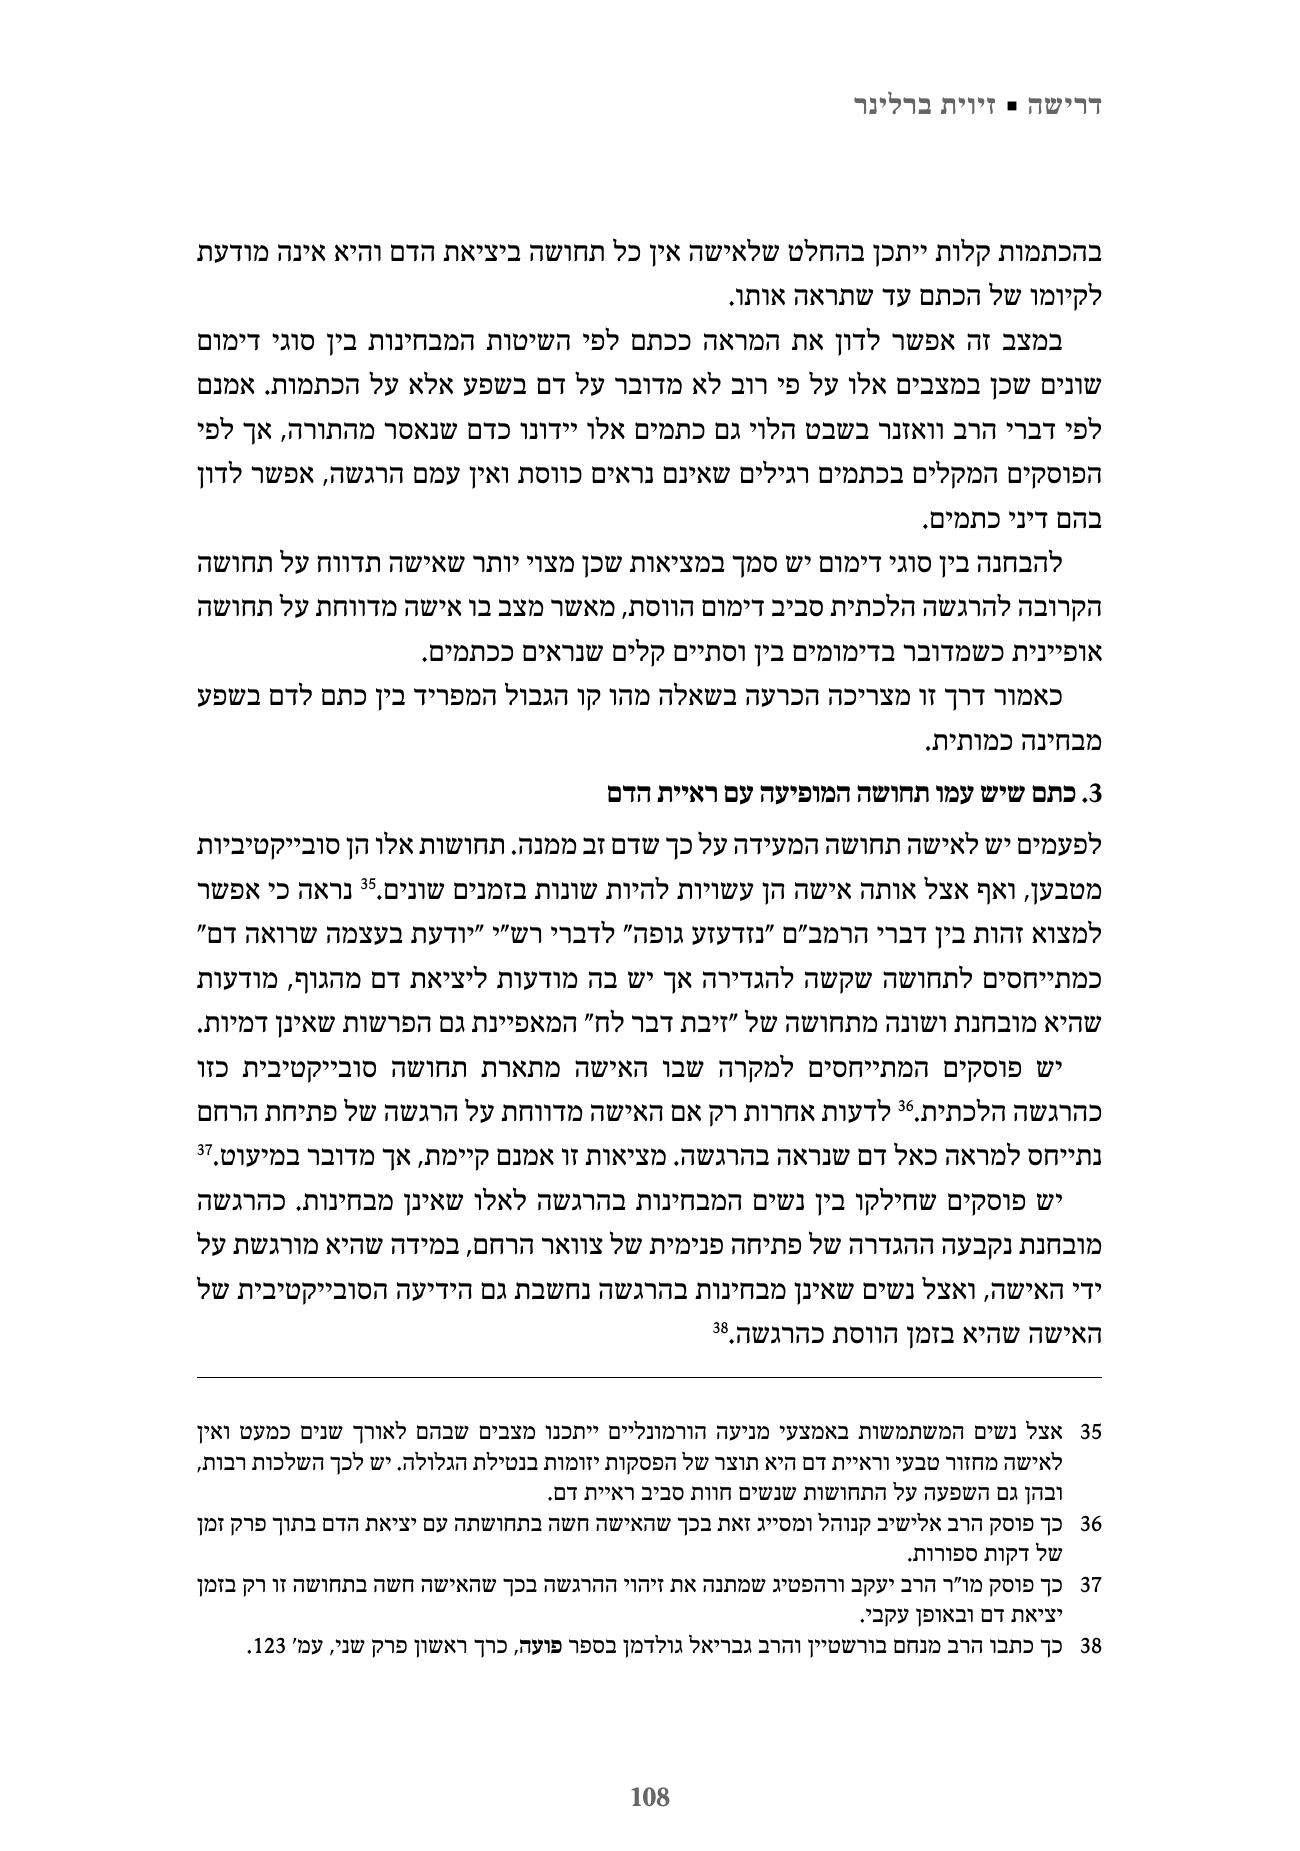 דרישה ▪ זיוית ברלינר
בהכתמות קלות ייתכן בהחלט שלאישה אין כל תחושה ביציאת הדם והיא אינה מודעת
לקיומו של הכתם עד שתראה אותו.
במצב זה אפשר לדון את המראה ככתם לפי השיטות המבחינות בין סוגי דימום
שונים שכן במצבים אלו על פי רוב לא מדובר על דם בשפע אלא על הכתמות. אמנם
לפי דברי הרב וואזנר בשבט הלוי גם כתמים אלו יידונו כדם שנאסר מהתורה, אך לפי
הפוסקים המקלים בכתמים רגילים שאינם נראים כווסת ואין עמם הרגשה, אפשר לדון
בהם דיני כתמים.
להבחנה בין סוגי דימום יש סמך במציאות שכן מצוי יותר שאישה תדווח על תחושה
הקרובה להרגשה הלכתית סביב דימום הווסת, מאשר מצב בו אישה מדווחת על תחושה
אופיינית כשמדובר בדימומים בין וסתיים קלים שנראים ככתמים.
כאמור דרך זו מצריכה הכרעה בשאלה מהו קו הגבול המפריד בין כתם לדם בשפע
מבחינה כמותית.
3. כתם שיש עמו תחושה המופיעה עם ראיית הדם
לפעמים יש לאישה תחושה המעידה על כך שדם זב ממנה. תחושות אלו הן סובייקטיביות
מטבען, ואף אצל אותה אישה הן עשויות להיות שונות בזמנים שונים.35 נראה כי אפשר
למצוא זהות בין דברי הרמב"ם "נזדעזע גופה" לדברי רש"י "יודעת בעצמה שרואה דם"
כמתייחסים לתחושה שקשה להגדירה אך יש בה מודעות ליציאת דם מהגוף, מודעות
שהיא מובחנת ושונה מתחושה של "זיבת דבר לח" המאפיינת גם הפרשות שאינן דמיות.
יש פוסקים המתייחסים למקרה שבו האישה מתארת תחושה סובייקטיבית כזו
כהרגשה הלכתית.36 לדעות אחרות רק אם האישה מדווחת על הרגשה של פתיחת הרחם
נתייחס למראה כאל דם שנראה בהרגשה. מציאות זו אמנם קיימת, אך מדובר במיעוט.37
יש פוסקים שחילקו בין נשים המבחינות בהרגשה לאלו שאינן מבחינות. כהרגשה
מובחנת נקבעה ההגדרה של פתיחה פנימית של צוואר הרחם, במידה שהיא מורגשת על
ידי האישה, ואצל נשים שאינן מבחינות בהרגשה נחשבת גם הידיעה הסובייקטיבית של
האישה שהיא בזמן הווסת כהרגשה.38
35 אצל נשים המשתמשות באמצעי מניעה הורמונליים ייתכנו מצבים שבהם לאורך שנים כמעט ואין
לאישה מחזור טבעי וראיית דם היא תוצר של הפסקות יזומות בנטילת הגלולה. יש לכך השלכות רבות,
ובהן גם השפעה על התחושות שנשים חוות סביב ראיית דם.
36 כך פוסק הרב אלישיב קנוהל ומסייג זאת בכך שהאישה חשה בתחושתה עם יציאת הדם בתוך פרק זמן
של דקות ספורות.
37 כך פוסק מו"ר הרב יעקב ורהפטיג שמתנה את זיהוי ההרגשה בכך שהאישה חשה בתחושה זו רק בזמן
יציאת דם ובאופן עקבי.
38 כך כתבו הרב מנחם בורשטיין והרב גבריאל גולדמן בספר פועה, כרך ראשון פרק שני, עמ' 123.
108